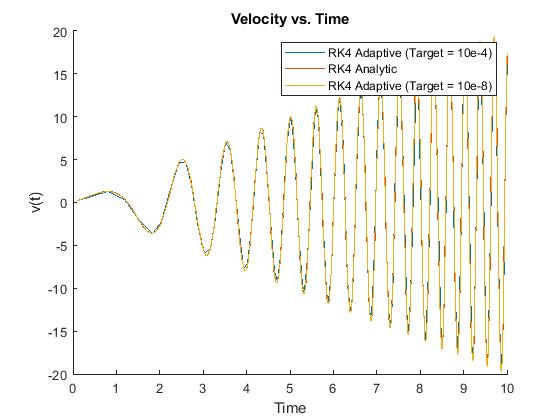 Velocity vs. Time
RK4 Adaptive (Target = 10e-4)
RK4 Analytic
RK4 Adaptive (Target = 10e-8)
20
15
10
5
0
-5
-10
-15
-20
v(t)
0 1 2 3 4 5 6 7 8 9 10
Time